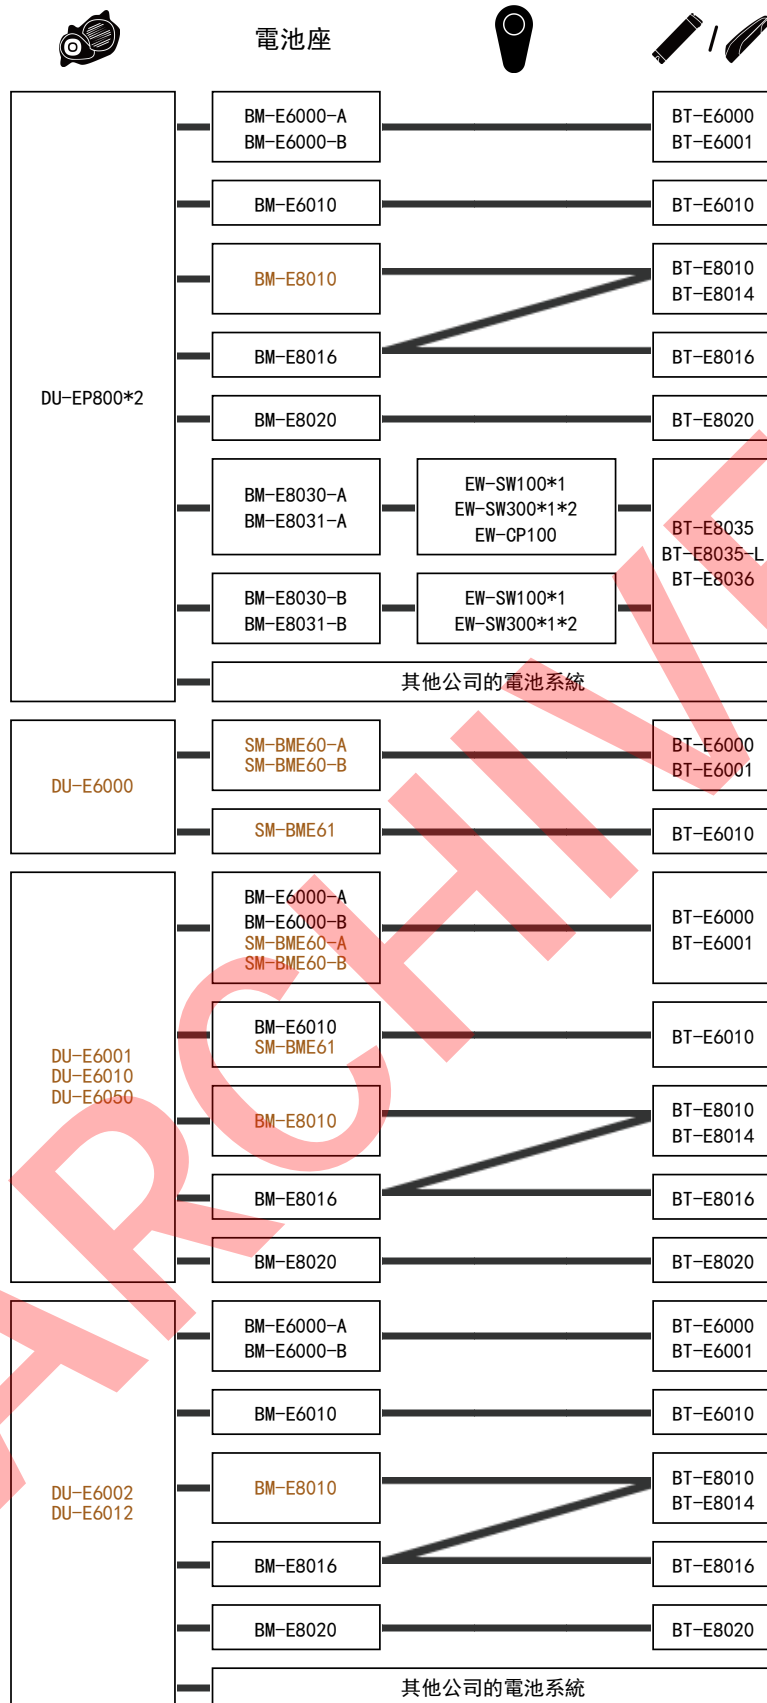 電池座
BM-E6000-A
BM-E6000-B
BT-E6000
BT-E6001
BM-E6010
BT-E6010
BM-E8010
BT-E8010
BT-E8014
BM-E8016
BT-E8016
DU-EP800*2
BM-E8020
BT-E8020
BM-E8030-A
BM-E8031-A
EW-SW100*1
EW-SW300*1*2
EW-CP100
BT-E8035
BT-E8035-L
BT-E8036
BM-E8030-B
BM-E8031-B
EW-SW100*1
EW-SW300*1*2
其他公司的電池系統
DU-E6000
SM-BME60-A
SM-BME60-B
BT-E6000
BT-E6001
SM-BME61
BT-E6010
DU-E6001
DU-E6010
DU-E6050
BM-E6000-A
BM-E6000-B
SM-BME60-A
SM-BME60-B
BT-E6000
BT-E6001
BM-E6010
SM-BME61
BT-E6010
BM-E8010
BT-E8010
BT-E8014
BM-E8016
BT-E8016
BM-E8020
BT-E8020
DU-E6002
DU-E6012
BM-E6000-A
BM-E6000-B
BT-E6000
BT-E6001
BM-E6010
BT-E6010
BM-E8010
BT-E8010
BT-E8014
BM-E8016
BT-E8016
BM-E8020
BT-E8020
其他公司的電池系統
ARCHIVE